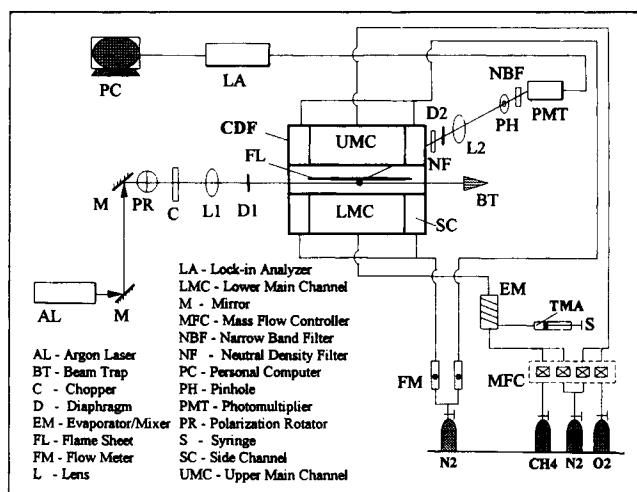 PC
LA
NBF
PH
PMT
D2
L2
NF
CDF
UMC
FL
M
PR
C
L1
D1
LMC
SC
BT
AL
M
EM
TMA
S
FM
MFC
N2
CH4
N2
O2
LA - Lock-in Analyzer
LMC - Lower Main Channel
M - Mirror
MFC - Mass Flow Controller
NBF - Narrow Band Filter
NF - Neutral Density Filter
PC - Personal Computer
PH - Pinhole
PMT - Photomultiplier
PR - Polarization Rotator
S - Syringe
SC - Side Channel
UMC - Upper Main Channel
AL - Argon Laser
BT - Beam Trap
C - Chopper
D - Diaphragm
EM - Evaporator/Mixer
FL - Flame Sheet
FM - Flow Meter
L - Lens